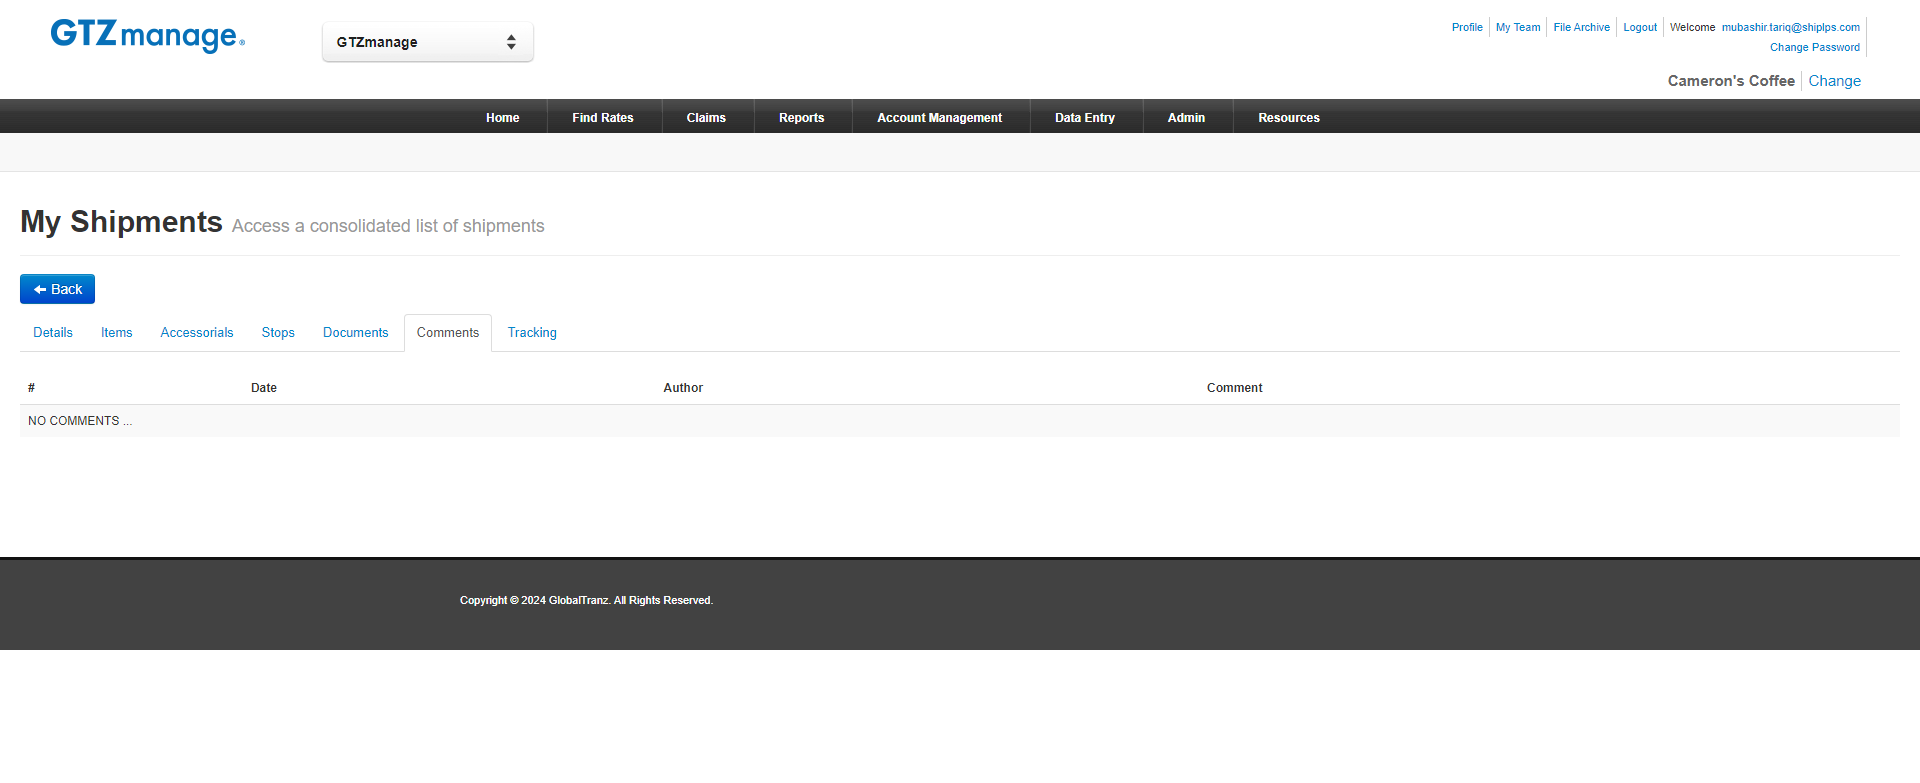 GTZmanage®
GTZmanage
Profile My Team File Archive Logout Welcome mubashir.tariq@shiplps.com
Change Password
Cameron's Coffee Change
Home Find Rates Claims Reports Account Management Data Entry Admin Resources
My Shipments Access a consolidated list of shipments
Back
Details Items Accessorials Stops Documents Comments Tracking
# Date Author Comment
NO COMMENTS ...
Copyright © 2024 GlobalTranz. All Rights Reserved.